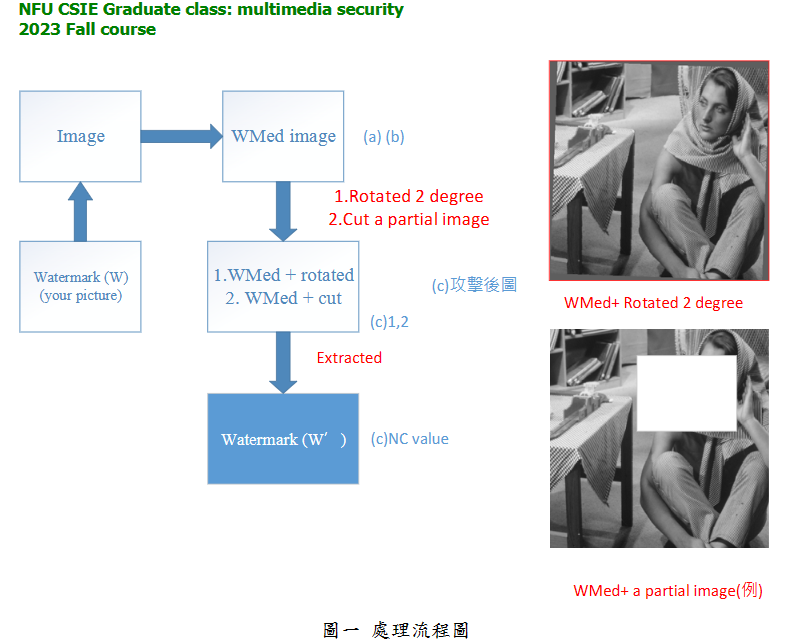 NFU CSIE Graduate class: multimedia security
2023 Fall course
Image
WMed image
(a) (b)
1.Rotated 2 degree
2.Cut a partial image
Watermark (W)
(your picture)
1.WMed + rotated
2. WMed + cut
(c)攻擊後圖
(c)1,2
WMed+ Rotated 2 degree
Extracted
Watermark (W′)
(c)NC value
WMed+ a partial image(例)
圖一 處理流程圖